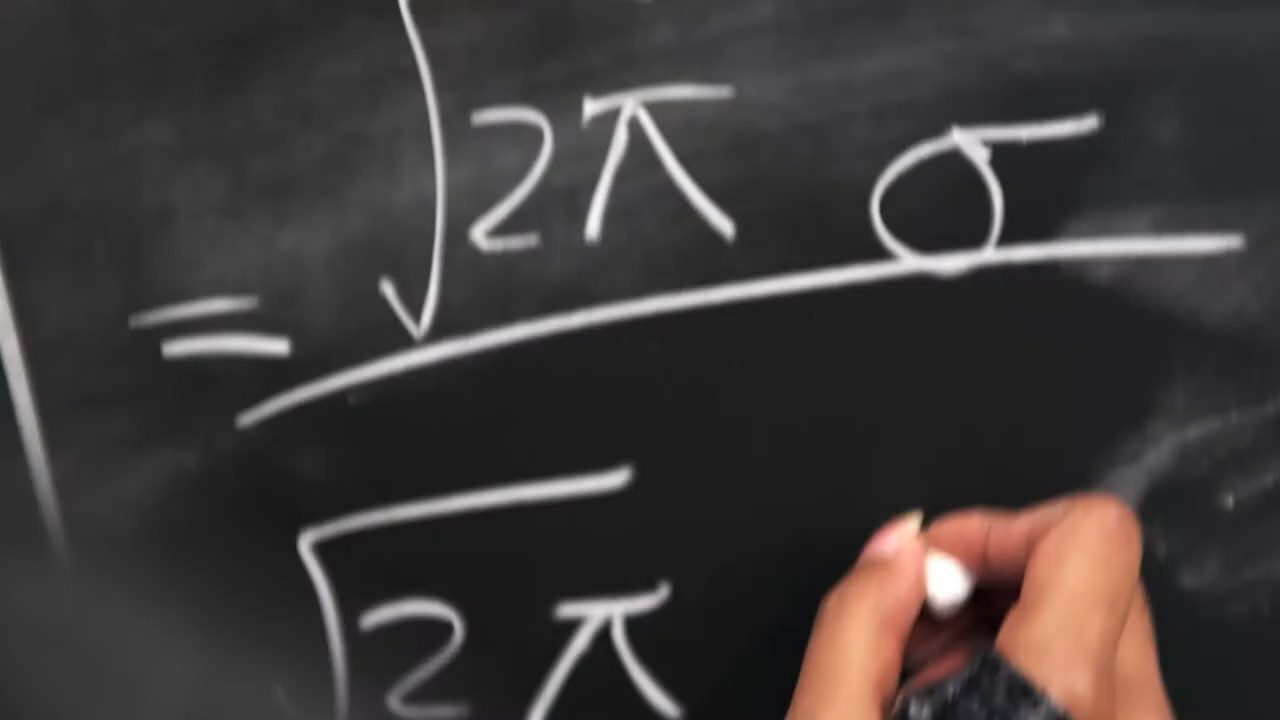 = √2π σ
√2π